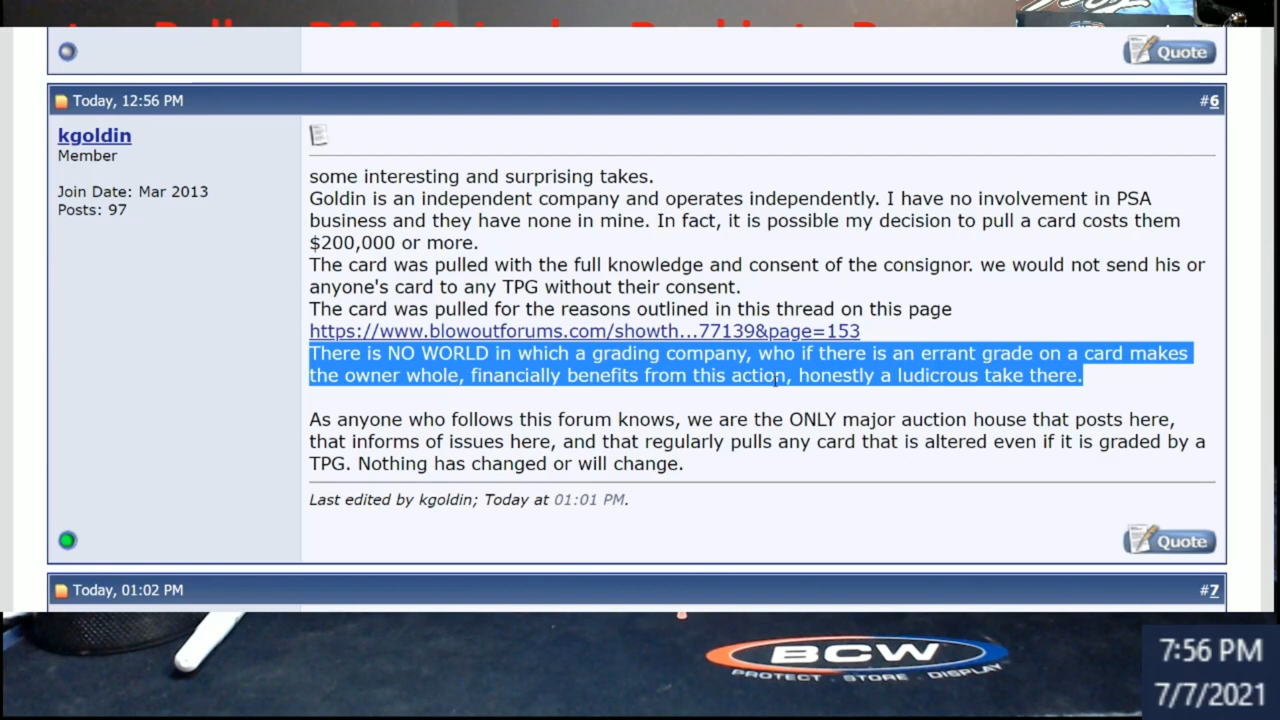 Quote
Today, 12:56 PM
#6
kgoldin
Member
Join Date: Mar 2013
Posts: 97
some interesting and surprising takes.
Goldin is an independent company and operates independently. I have no involvement in PSA
business and they have none in mine. In fact, it is possible my decision to pull a card costs them
$200,000 or more.
The card was pulled with the full knowledge and consent of the consignor. we would not send his or
anyone's card to any TPG without their consent.
The card was pulled for the reasons outlined in this thread on this page
https://www.blowoutforums.com/showth...77139&page=153
There is NO WORLD in which a grading company, who if there is an errant grade on a card makes
the owner whole, financially benefits from this action, honestly a ludicrous take there.
As anyone who follows this forum knows, we are the ONLY major auction house that posts here,
that informs of issues here, and that regularly pulls any card that is altered even if it is graded by a
TPG. Nothing has changed or will change.
Last edited by kgoldin; Today at 01:01 PM.
Quote
Today, 01:02 PM
#7
BCW
PROTECT · STORE · DISPLAY
7:56 PM
7/7/2021